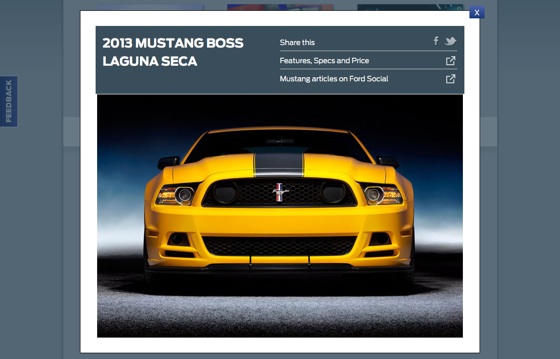 X
2013 MUSTANG BOSS
LAGUNA SECA
Share this
Features, Specs and Price
Mustang articles on Ford Social
FEEDBACK